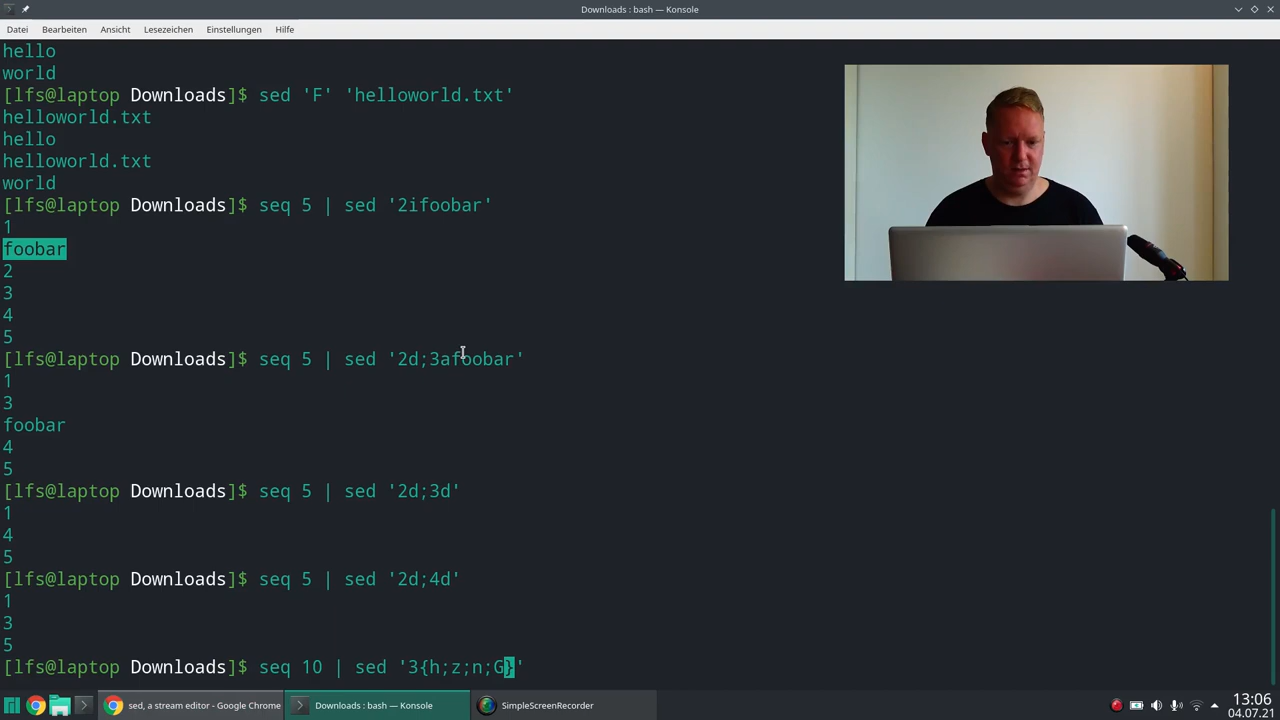 Downloads : bash — Konsole
Datei Bearbeiten Ansicht Lesezeichen Einstellungen Hilfe
hello
world
[lfs@laptop Downloads]$ sed 'F' 'helloworld.txt'
helloworld.txt
hello
helloworld.txt
world
[lfs@laptop Downloads]$ seq 5 | sed '2ifoobar'
1
foobar
2
3
4
5
[lfs@laptop Downloads]$ seq 5 | sed '2d;3afoobar'
1
3
foobar
4
5
[lfs@laptop Downloads]$ seq 5 | sed '2d;3d'
1
4
5
[lfs@laptop Downloads]$ seq 5 | sed '2d;4d'
1
3
5
[lfs@laptop Downloads]$ seq 10 | sed '3{h;z;n;G}'
sed, a stream editor - Google Chrome
Downloads : bash — Konsole
SimpleScreenRecorder
13:06
04.07.21